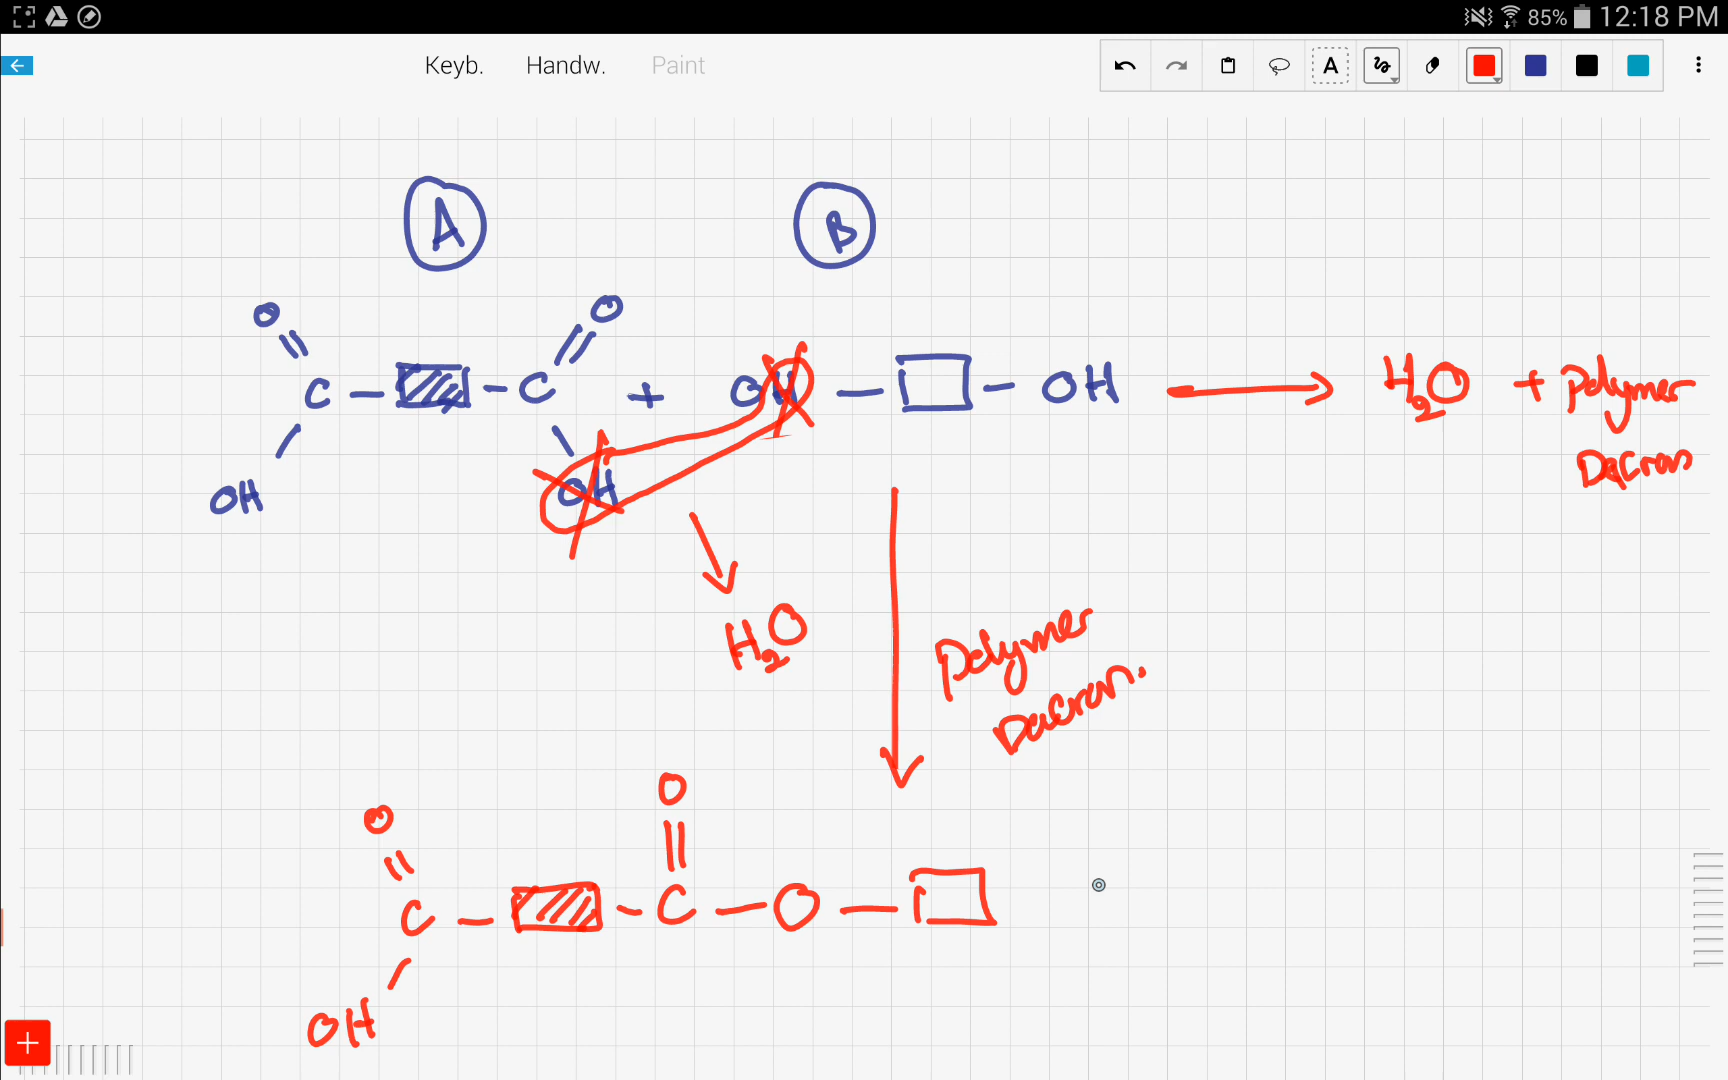 85% 12:18 PM
Keyb. Handw. Paint A
A B
O O
C C + OH OH H₂O + Polymer
Dacron
OH OH
H₂O
Polymer
Dacron.
O
O
C C O
OH